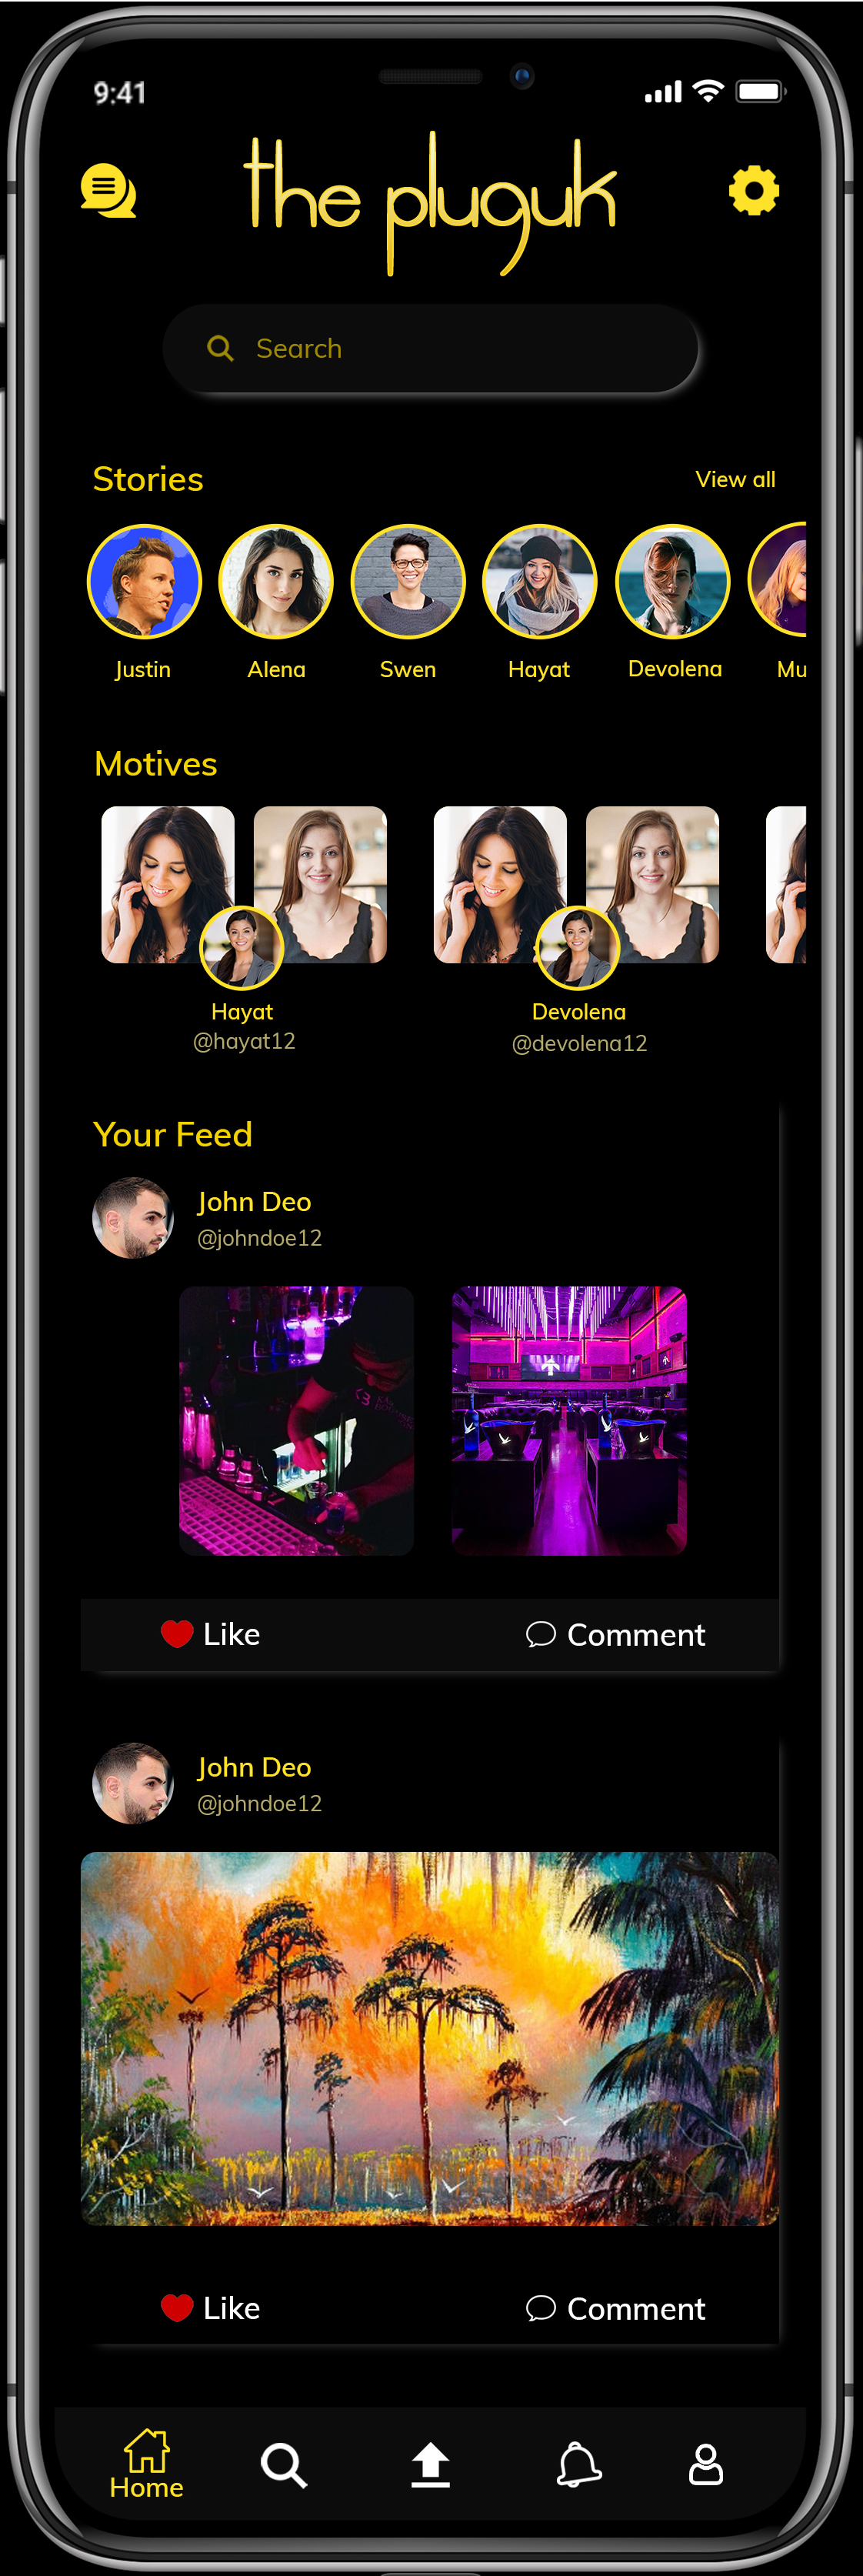 9:41
the pluguk
Search
Stories
View all
Justin
Alena
Swen
Hayat
Devolena
Mu
Motives
Hayat
@hayat12
Devolena
@devolena12
Your Feed
John Deo
@johndoe12
Like
Comment
John Deo
@johndoe12
Like
Comment
Home